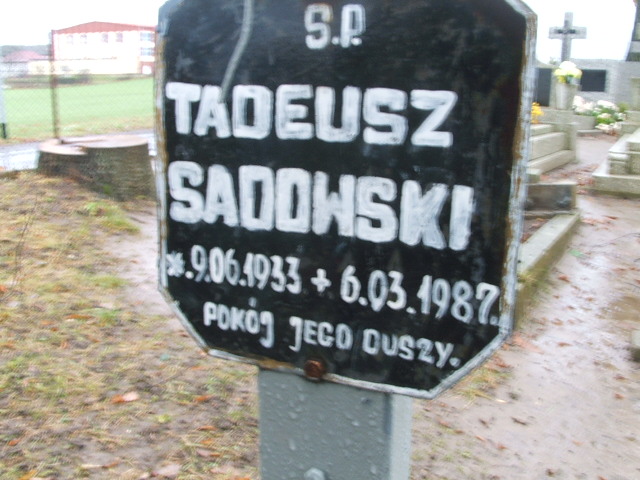 S.P.
TADEUSZ
SADOWSKI
*.9.06.1933 + 6.03.1987.
POKÓJ JEGO DUSZY.